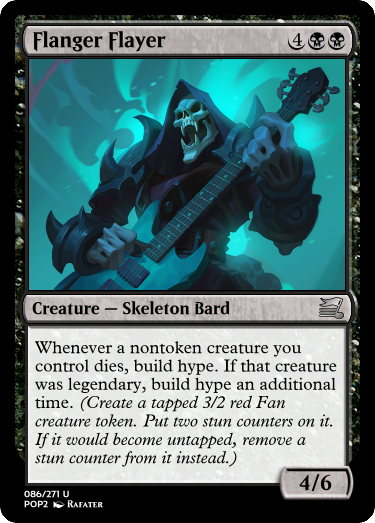 Flanger Flayer 4
Creature — Skeleton Bard
Whenever a nontoken creature you
control dies, build hype. If that creature
was legendary, build hype an additional
time. (Create a tapped 3/2 red Fan
creature token. Put two stun counters on it.
If it would become untapped, remove a
stun counter from it instead.)
4/6
086/271 U
POP2 Rafater